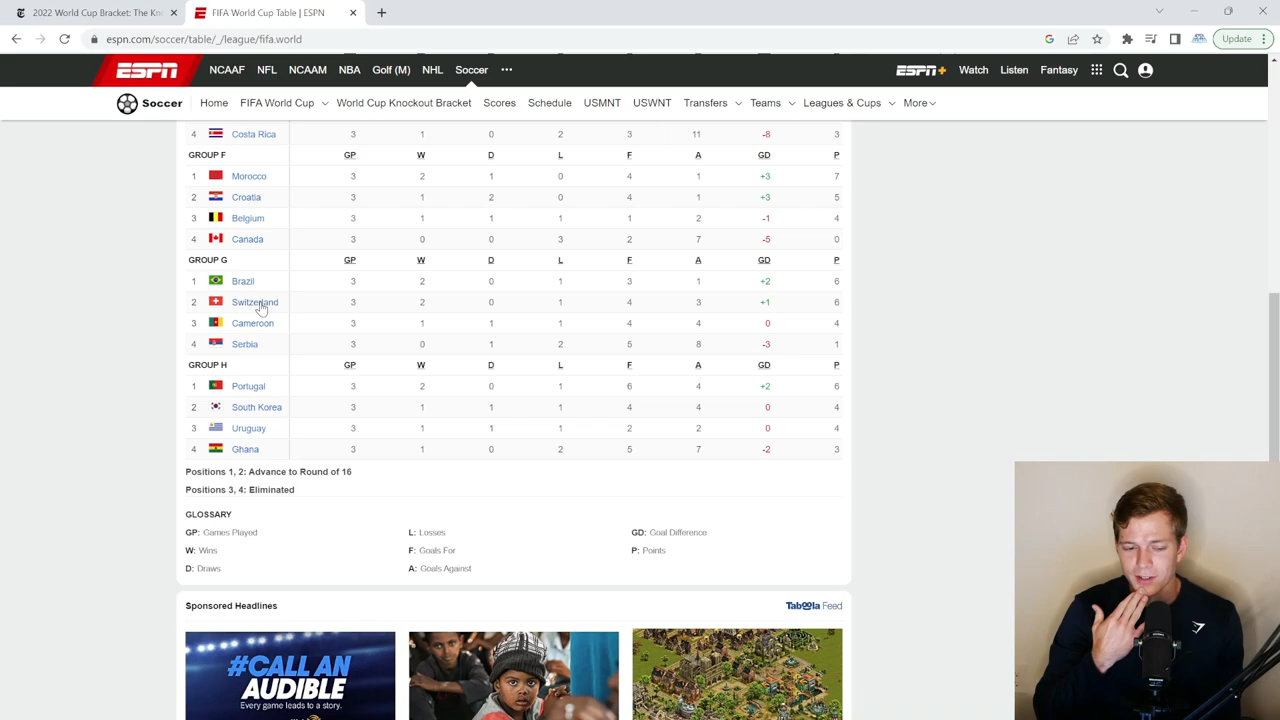 2022 World Cup Bracket: The Kn
FIFA World Cup Table | ESPN
espn.com/soccer/table/_/league/fifa.world
Update
ESPN NCAAF NFL NCAAM NBA Golf (M) NHL Soccer ESPN+ Watch Listen Fantasy
Soccer Home FIFA World Cup World Cup Knockout Bracket Scores Schedule USMNT USWNT Transfers Teams Leagues & Cups More
4 Costa Rica 3 1 0 2 3 11 -8 3
GROUP F GP W D L F A GD P
1 Morocco 3 2 1 0 4 1 +3 7
2 Croatia 3 1 2 0 4 1 +3 5
3 Belgium 3 1 1 1 1 2 -1 4
4 Canada 3 0 0 3 2 7 -5 0
GROUP G GP W D L F A GD P
1 Brazil 3 2 0 1 3 1 +2 6
2 Switzerland 3 2 0 1 4 3 +1 6
3 Cameroon 3 1 1 1 4 4 0 4
4 Serbia 3 0 1 2 5 8 -3 1
GROUP H GP W D L F A GD P
1 Portugal 3 2 0 1 6 4 +2 6
2 South Korea 3 1 1 1 4 4 0 4
3 Uruguay 3 1 1 1 2 2 0 4
4 Ghana 3 1 0 2 5 7 -2 3
Positions 1, 2: Advance to Round of 16
Positions 3, 4: Eliminated
GLOSSARY
GP: Games Played L: Losses GD: Goal Difference
W: Wins F: Goals For P: Points
D: Draws A: Goals Against
Sponsored Headlines Taboola Feed
#CALL AN
AUDIBLE
Every game leads to a story.